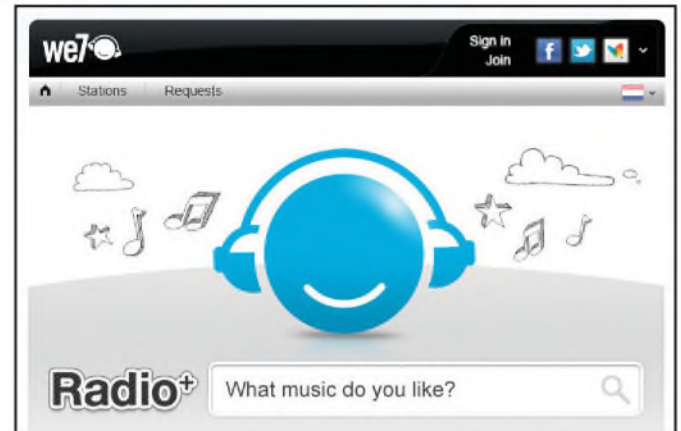 we7
Sign in
Join
Stations Requests
Radio+ What music do you like?